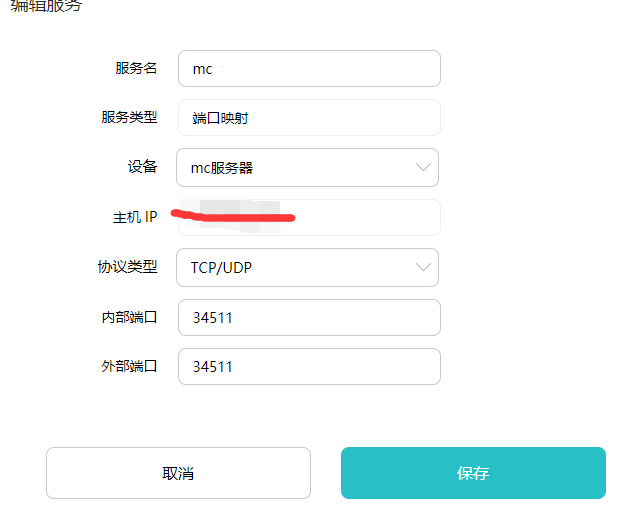 编辑服务
服务名 mc
服务类型 端口映射
设备 mc服务器
主机 IP
协议类型 TCP/UDP
内部端口 34511
外部端口 34511
取消 保存